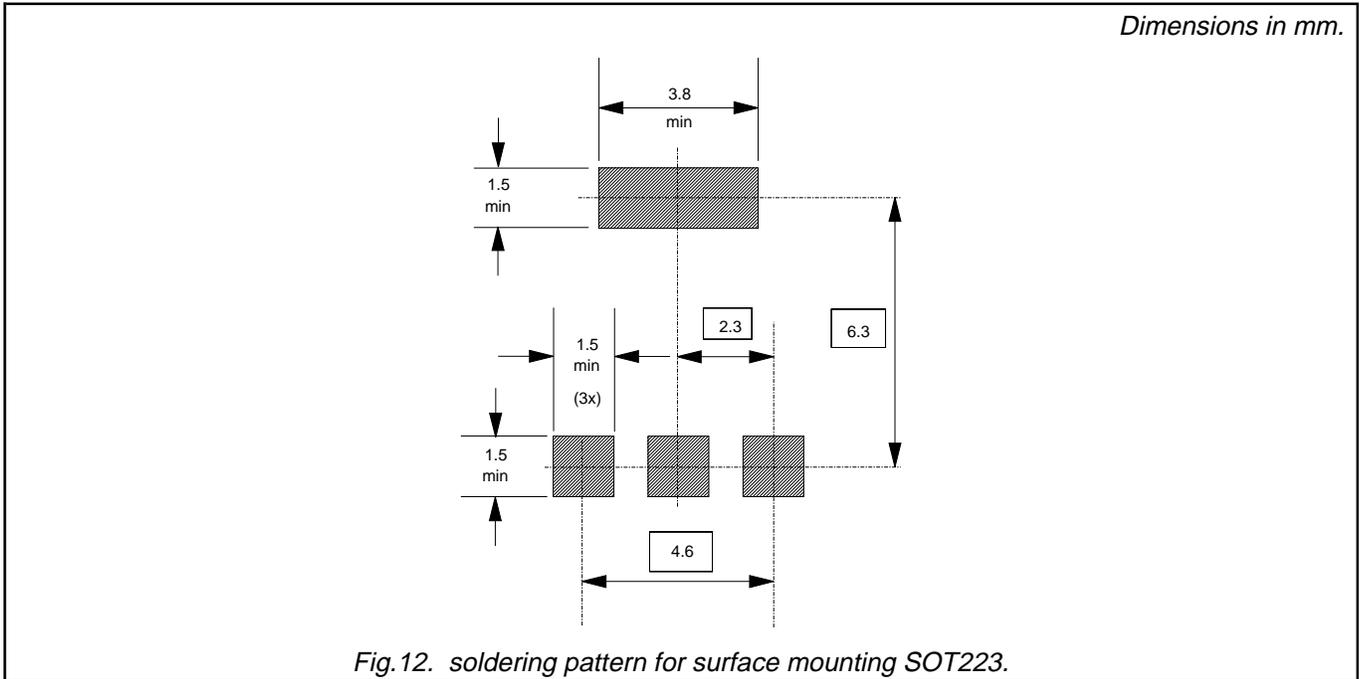 Dimensions in mm.
3.8
min
1.5
min
2.3
6.3
1.5
min
(3x)
1.5
min
4.6
Fig.12.  soldering pattern for surface mounting SOT223.